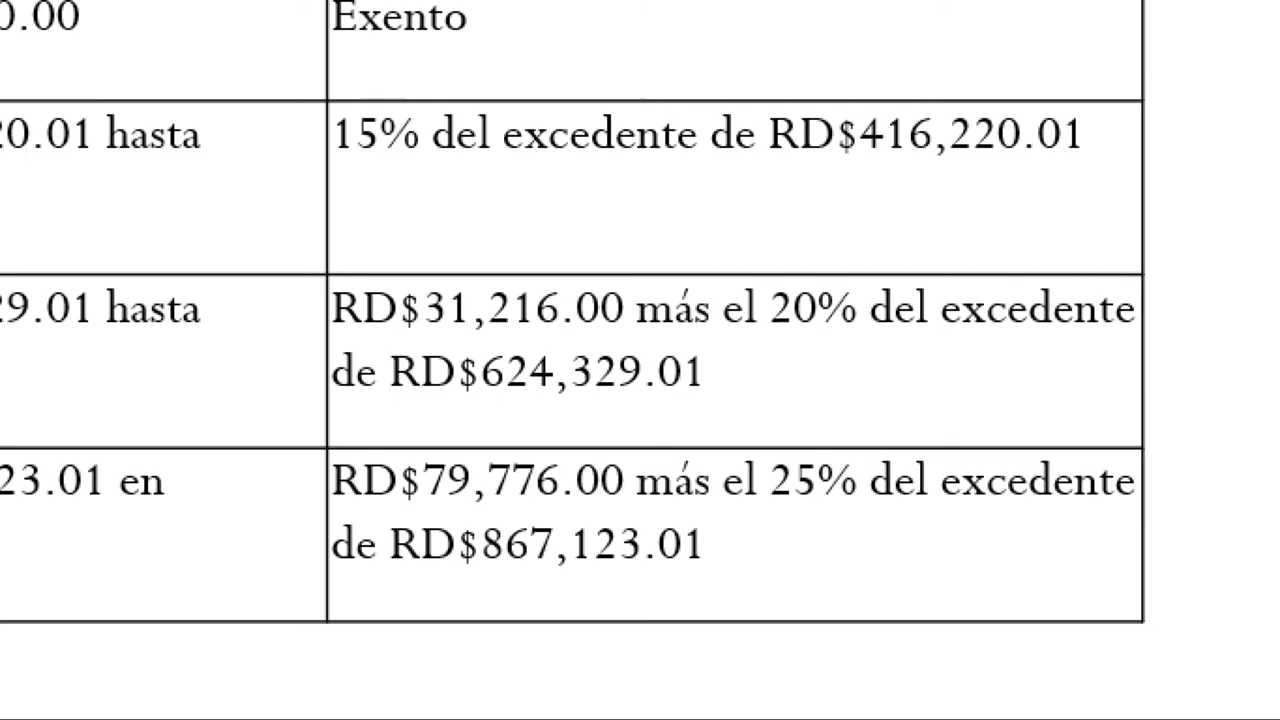 0.00 Exento
20.01 hasta 15% del excedente de RD$416,220.01
29.01 hasta RD$31,216.00 más el 20% del excedente
de RD$624,329.01
23.01 en RD$79,776.00 más el 25% del excedente
de RD$867,123.01